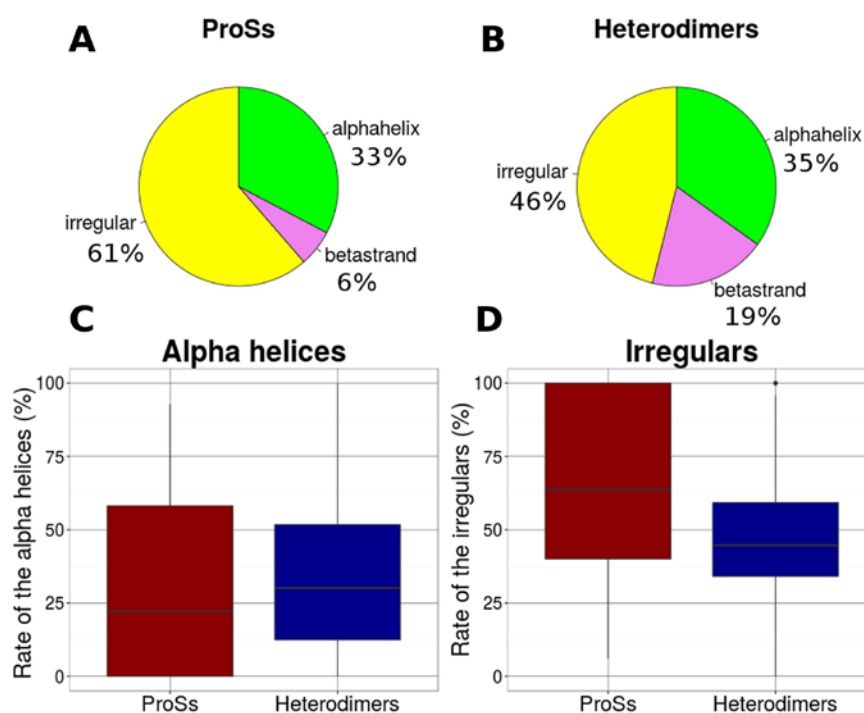 A
ProSs
B
Heterodimers
alphahelix
33%
irregular
61%
betastrand
6%
alphahelix
35%
irregular
46%
betastrand
19%
C
Alpha helices
Rate of the alpha helices (%)
100
75
50
25
0
ProSs
Heterodimers
D
Irregulars
Rate of the irregulars (%)
100
75
50
25
0
ProSs
Heterodimers